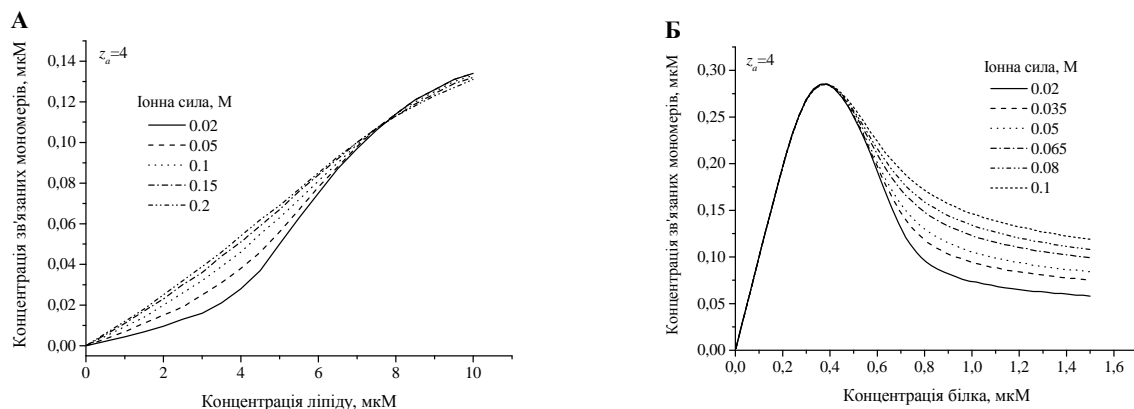 А
z_a=4
Іонна сила, М
0.02
0.05
0.1
0.15
0.2
Концентрація зв'язаних мономерів, мкМ
0,14
0,12
0,10
0,08
0,06
0,04
0,02
0,00
0 2 4 6 8 10
Концентрація ліпіду, мкМ
Б
z_a=4
Іонна сила, М
0.02
0.035
0.05
0.065
0.08
0.1
Концентрація зв'язаних мономерів, мкМ
0,30
0,25
0,20
0,15
0,10
0,05
0,00
0,0 0,2 0,4 0,6 0,8 1,0 1,2 1,4 1,6
Концентрація білка, мкМ